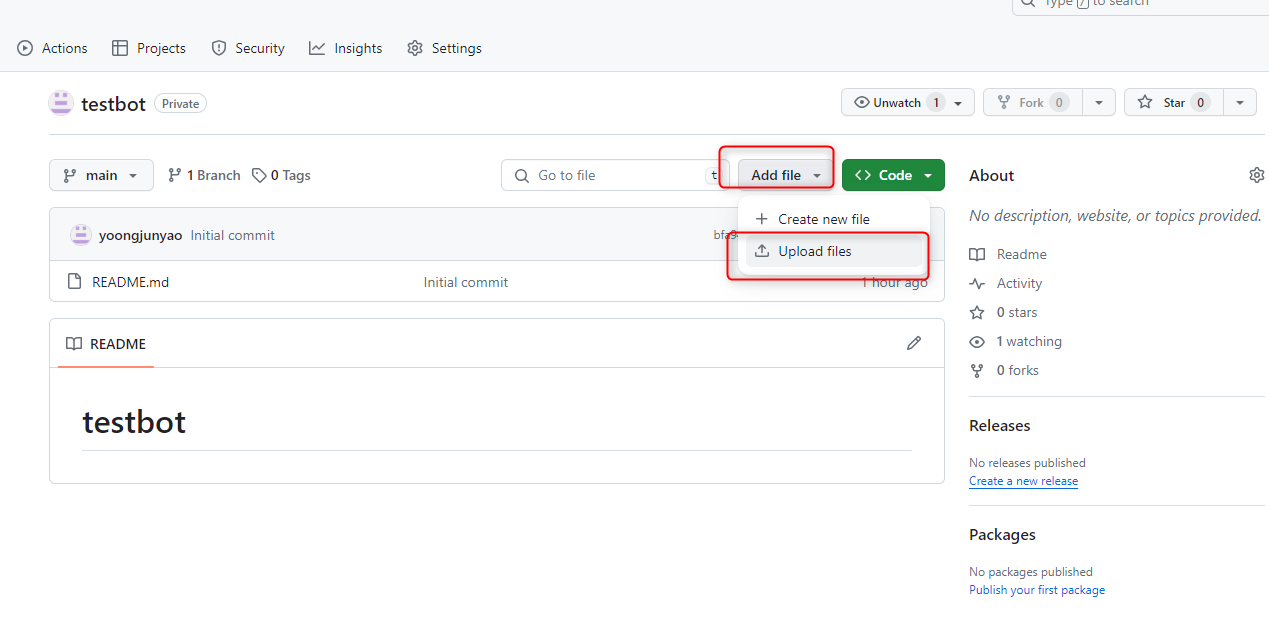 Type / to search
Actions Projects Security Insights Settings
testbot Private
Unwatch 1 Fork 0 Star 0
main 1 Branch 0 Tags Go to file t Add file Code
Create new file
Upload files
yoongjunyao Initial commit
README.md Initial commit 1 hour ago
README
testbot
About
No description, website, or topics provided.
Readme
Activity
0 stars
1 watching
0 forks
Releases
No releases published
Create a new release
Packages
No packages published
Publish your first package